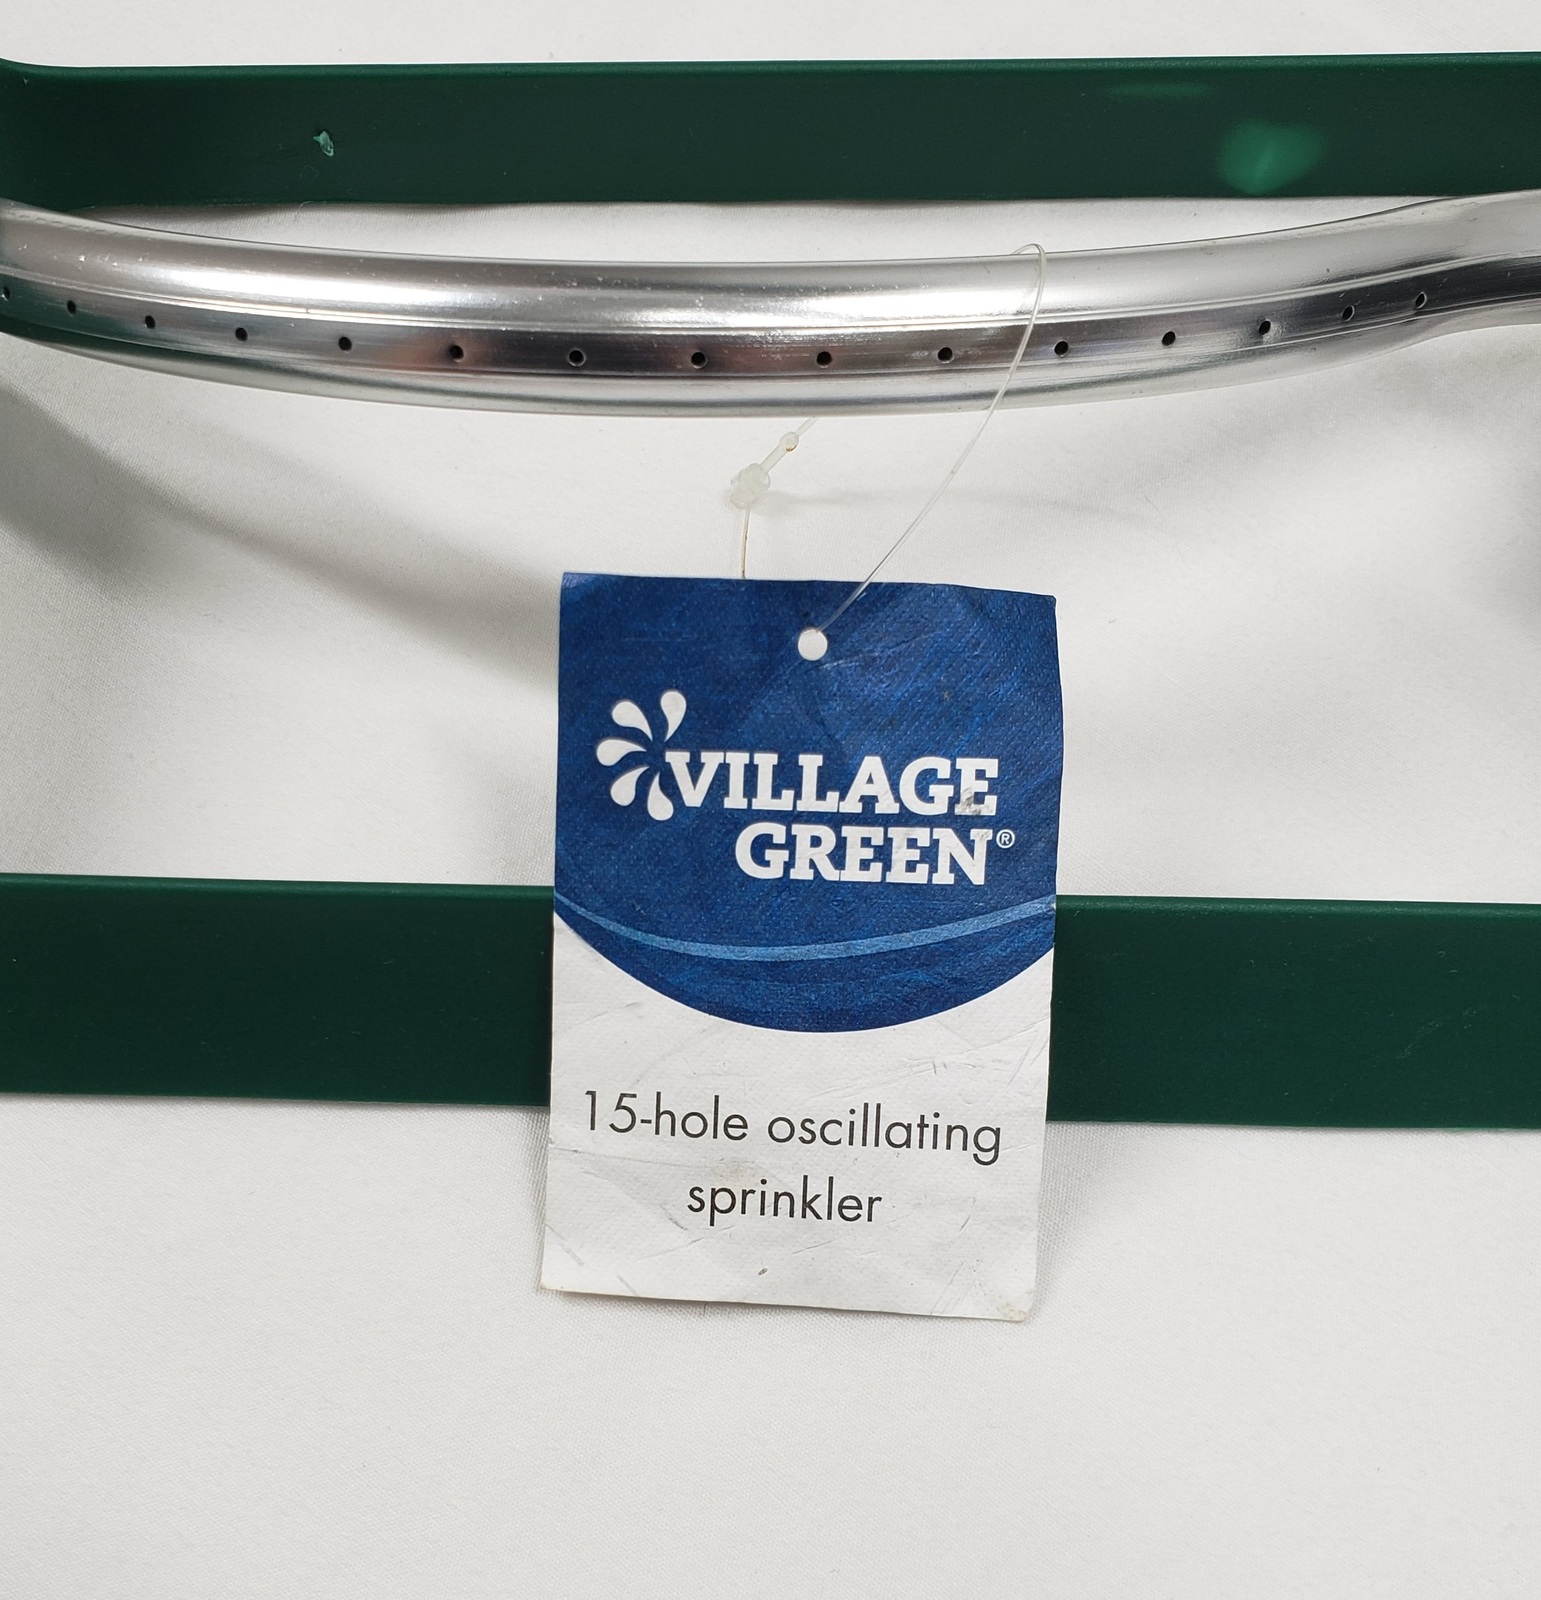 VILLAGE
GREEN®
15-hole oscillating
sprinkler